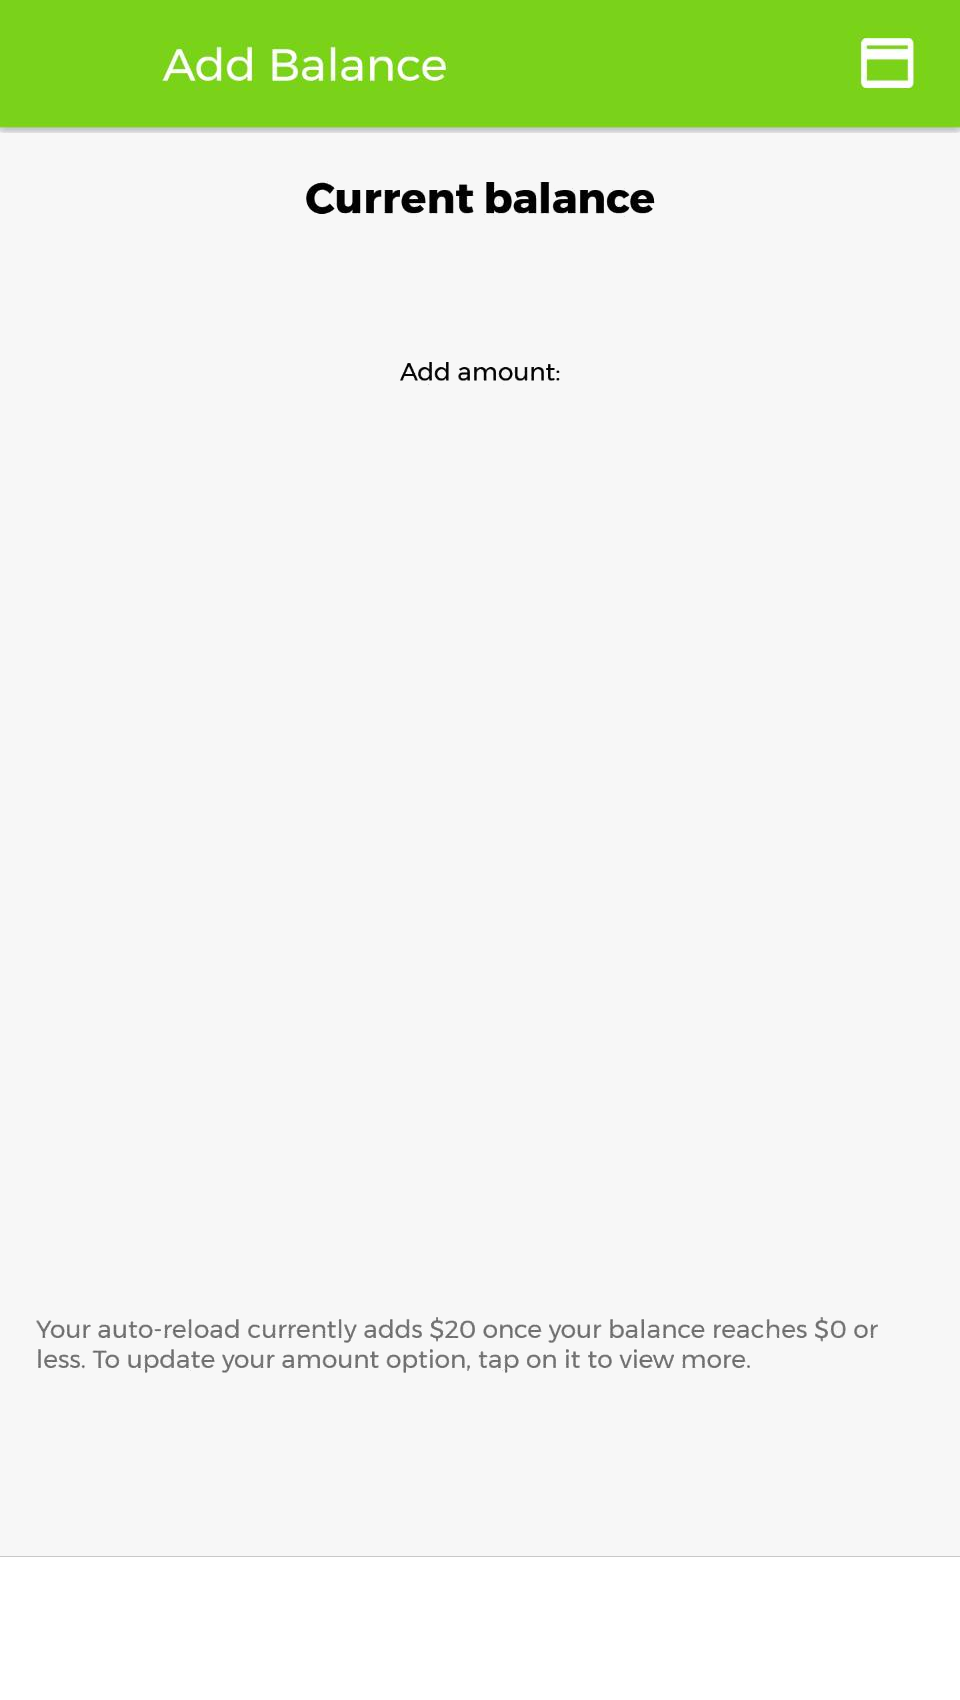 Add Balance
Current balance
Add amount:
Your auto-reload currently adds $20 once your balance reaches $0 or
less. To update your amount option, tap on it to view more.